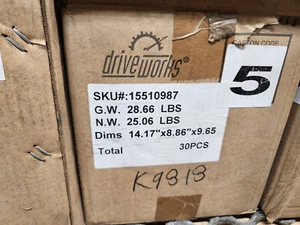 driveworks®
CARTON CODE
5
SKU#:15510987
G.W. 28.66 LBS
N.W. 25.06 LBS
Dims 14.17"x8.86"x9.65
Total 30PCS
K9313